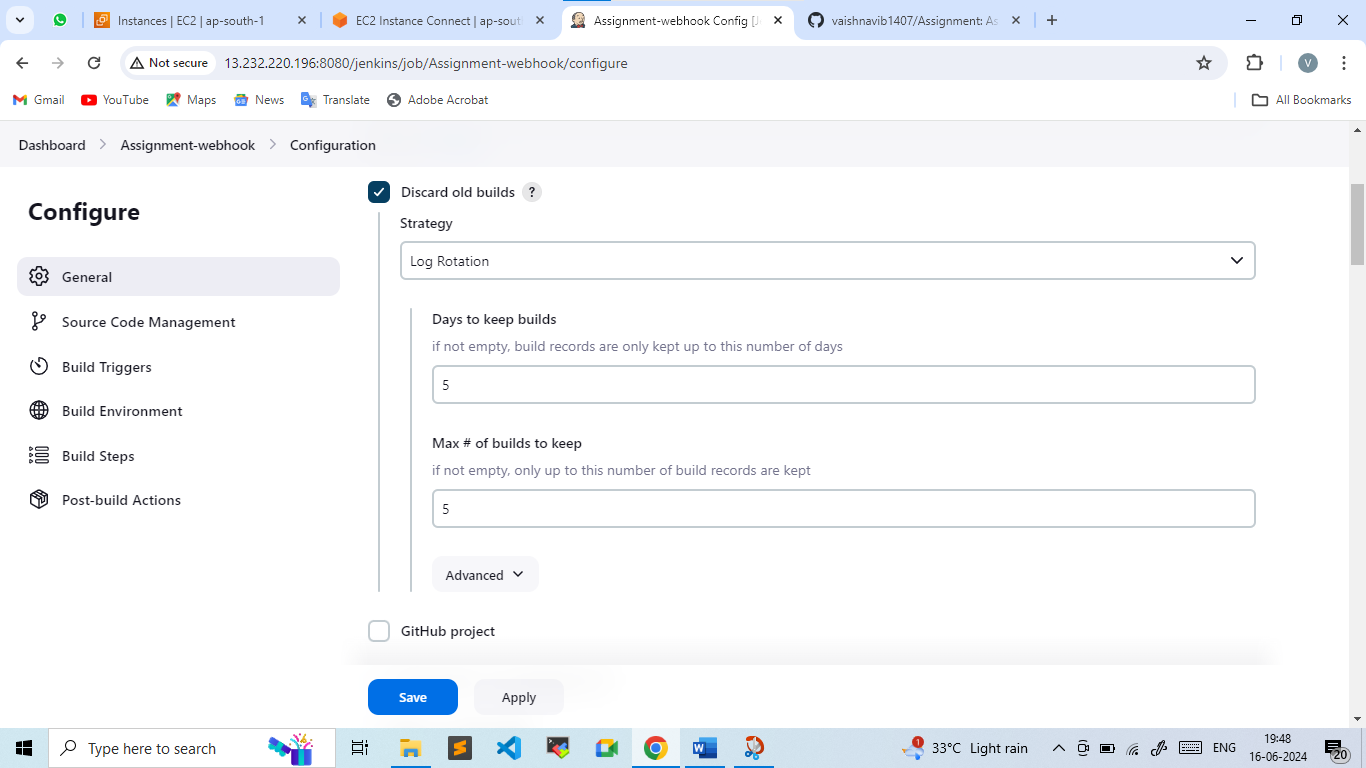 Instances | EC2 | ap-south-1
EC2 Instance Connect | ap-sout
Assignment-webhook Config [J
vaishnavib1407/Assignment: As
Not secure
13.232.220.196:8080/jenkins/job/Assignment-webhook/configure
V
Gmail
YouTube
Maps
News
Translate
Adobe Acrobat
All Bookmarks
Dashboard
Assignment-webhook
Configuration
Configure
General
Source Code Management
Build Triggers
Build Environment
Build Steps
Post-build Actions
Discard old builds ?
Strategy
Log Rotation
Days to keep builds
if not empty, build records are only kept up to this number of days
5
Max # of builds to keep
if not empty, only up to this number of build records are kept
5
Advanced
GitHub project
Save
Apply
Type here to search
1
33°C Light rain
ENG
19:48
16-06-2024
20